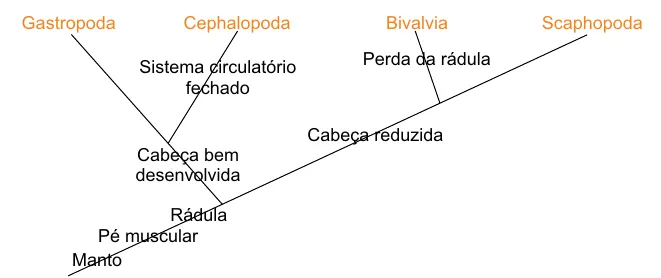 Gastropoda
Cephalopoda
Bivalvia
Scaphopoda
Sistema circulatório
fechado
Perda da rádula
Cabeça reduzida
Cabeça bem
desenvolvida
Rádula
Pé muscular
Manto